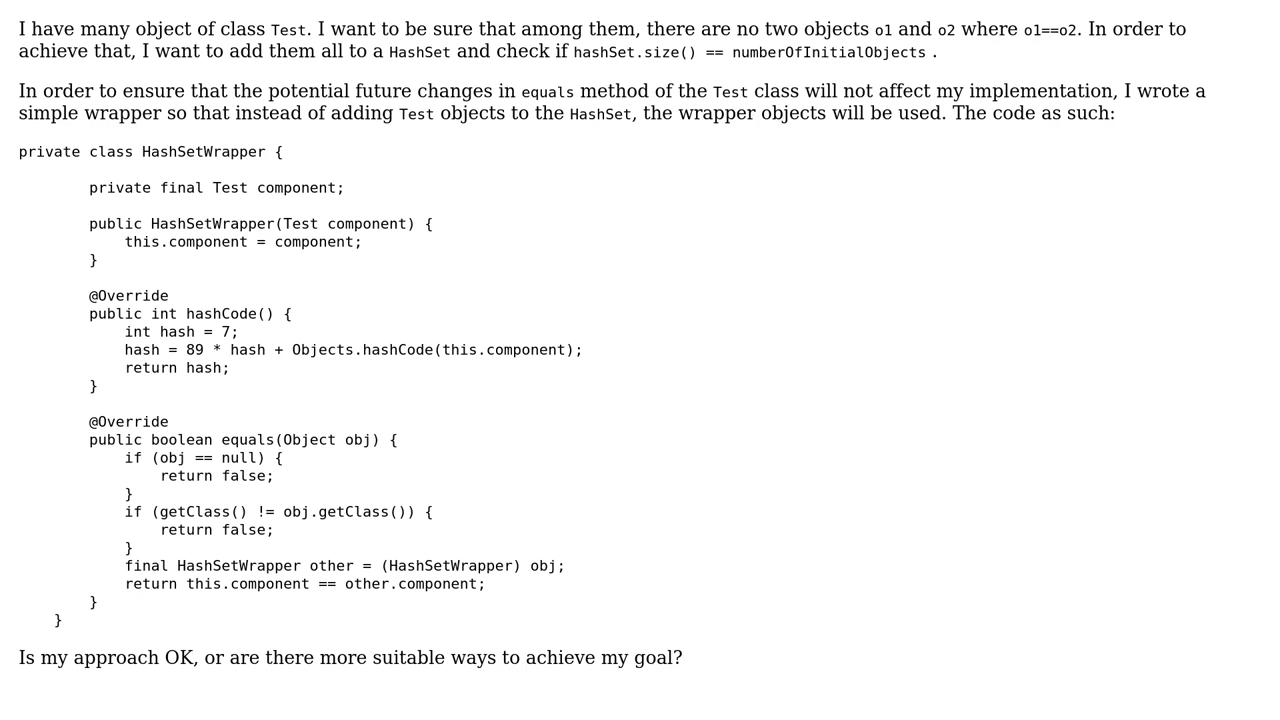 I have many object of class Test. I want to be sure that among them, there are no two objects o1 and o2 where o1==o2. In order to
achieve that, I want to add them all to a HashSet and check if hashSet.size() == numberOfInitialObjects .
In order to ensure that the potential future changes in equals method of the Test class will not affect my implementation, I wrote a
simple wrapper so that instead of adding Test objects to the HashSet, the wrapper objects will be used. The code as such:
private class HashSetWrapper {
        private final Test component;
        public HashSetWrapper(Test component) {
            this.component = component;
        }
        @Override
        public int hashCode() {
            int hash = 7;
            hash = 89 * hash + Objects.hashCode(this.component);
            return hash;
        }
        @Override
        public boolean equals(Object obj) {
            if (obj == null) {
                return false;
            }
            if (getClass() != obj.getClass()) {
                return false;
            }
            final HashSetWrapper other = (HashSetWrapper) obj;
            return this.component == other.component;
        }
    }
Is my approach OK, or are there more suitable ways to achieve my goal?